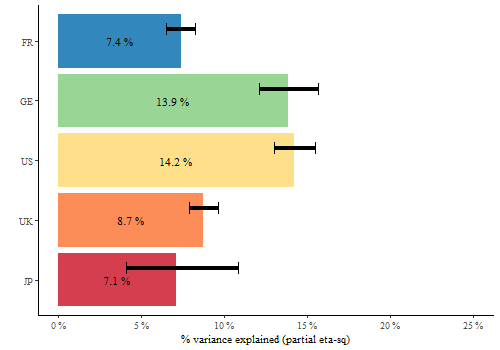 FR
7.4 %
GE
13.9 %
US
14.2 %
UK
8.7 %
JP
7.1 %
0 %
5 %
10 %
15 %
20 %
25 %
% variance explained (partial eta-sq)